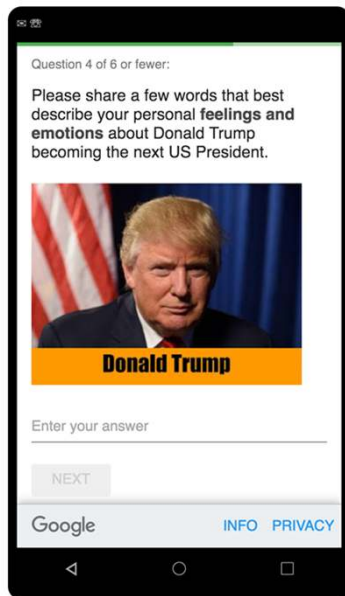 Question 4 of 6 or fewer:
Please share a few words that best
describe your personal feelings and
emotions about Donald Trump
becoming the next US President.
Donald Trump
Enter your answer
NEXT
Google INFO PRIVACY